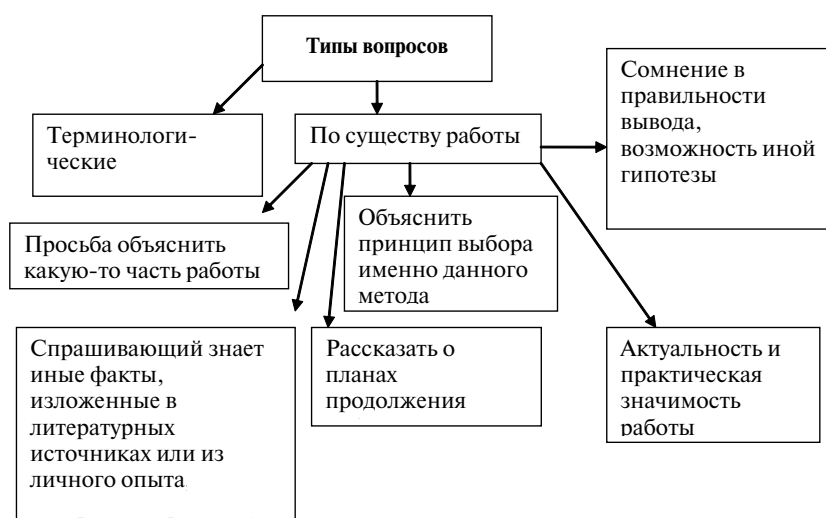 Типы вопросов
Сомнение в
правильности
вывода,
возможность иной
гипотезы
Терминологи-
ческие
По существу работы
Просьба объяснить
какую-то часть работы
Объяснить
принцип выбора
именно данного
метода
Спрашивающий знает
иные факты,
изложенные в
литературных
источниках или из
личного опыта
Рассказать о
планах
продолжения
Актуальность и
практическая
значимость
работы